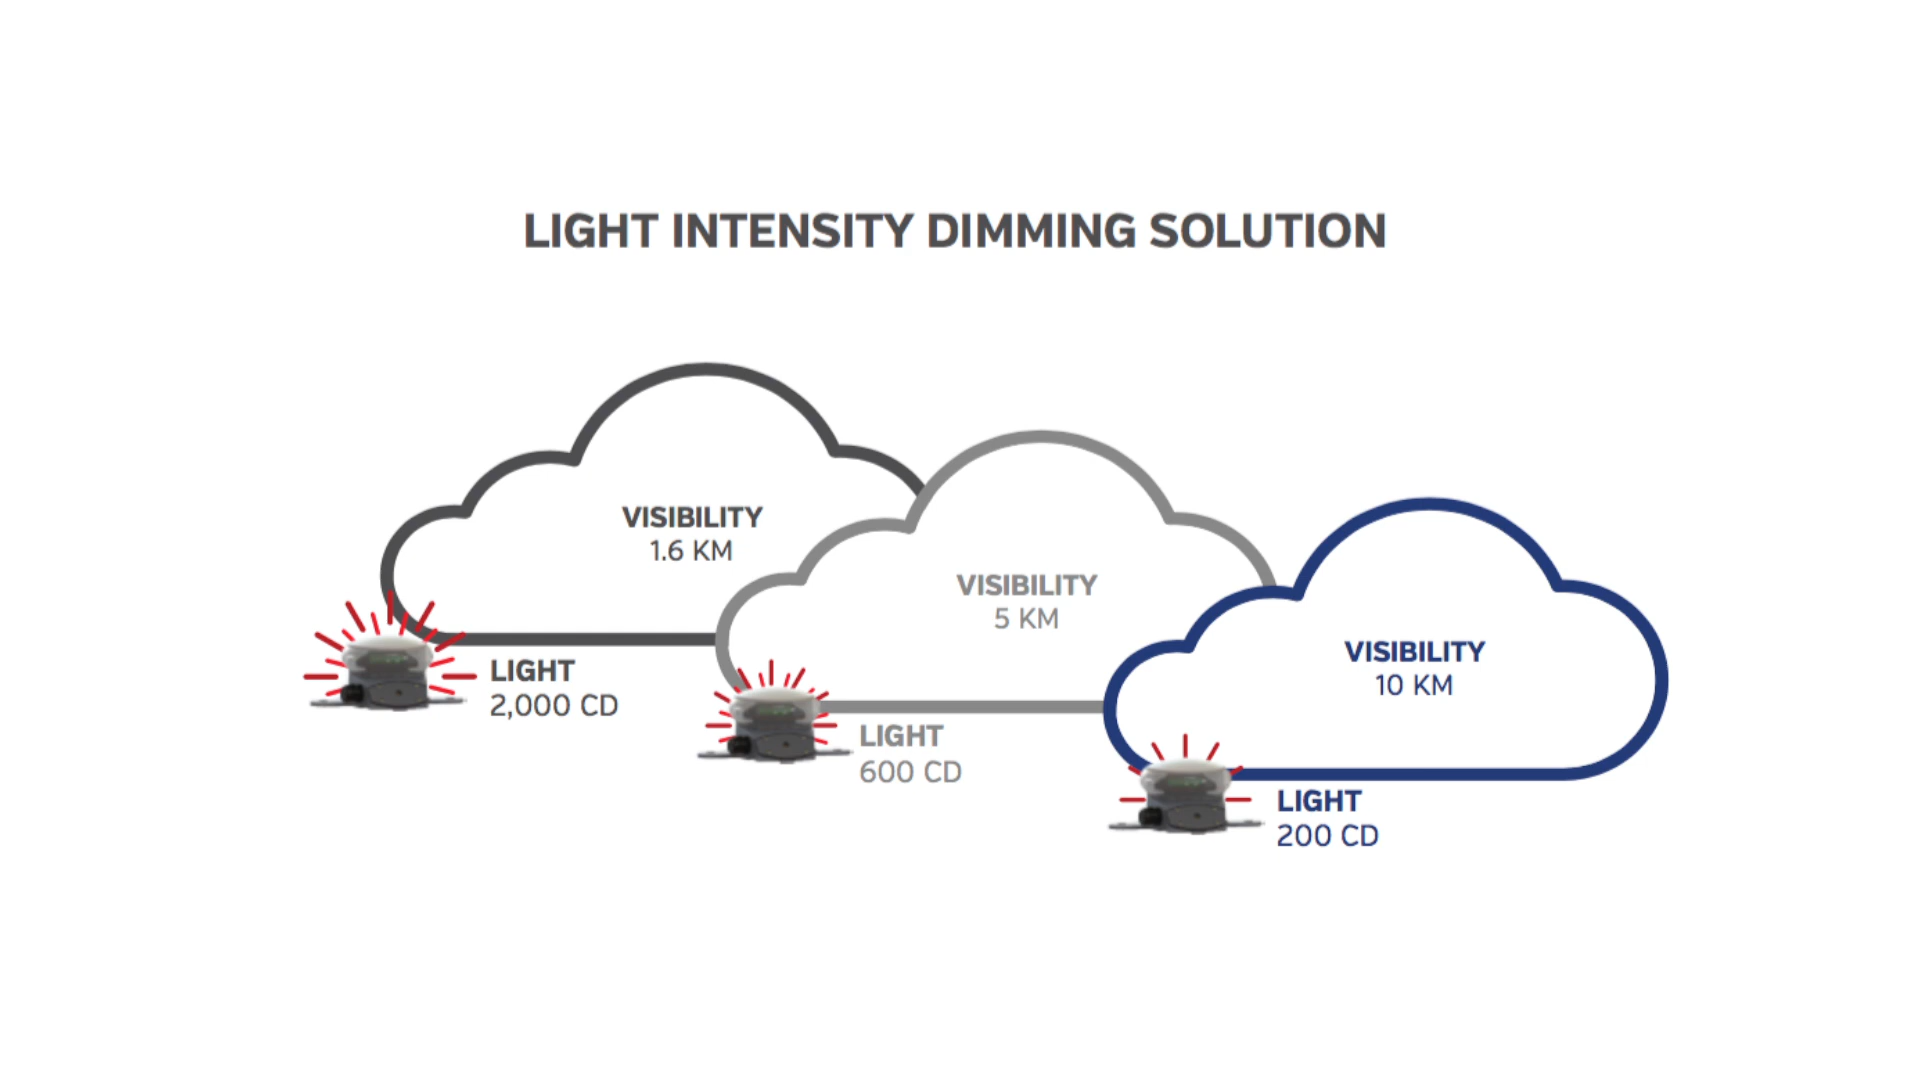 LIGHT INTENSITY DIMMING SOLUTION
VISIBILITY
1.6 KM
LIGHT
2,000 CD
VISIBILITY
5 KM
LIGHT
600 CD
VISIBILITY
10 KM
LIGHT
200 CD